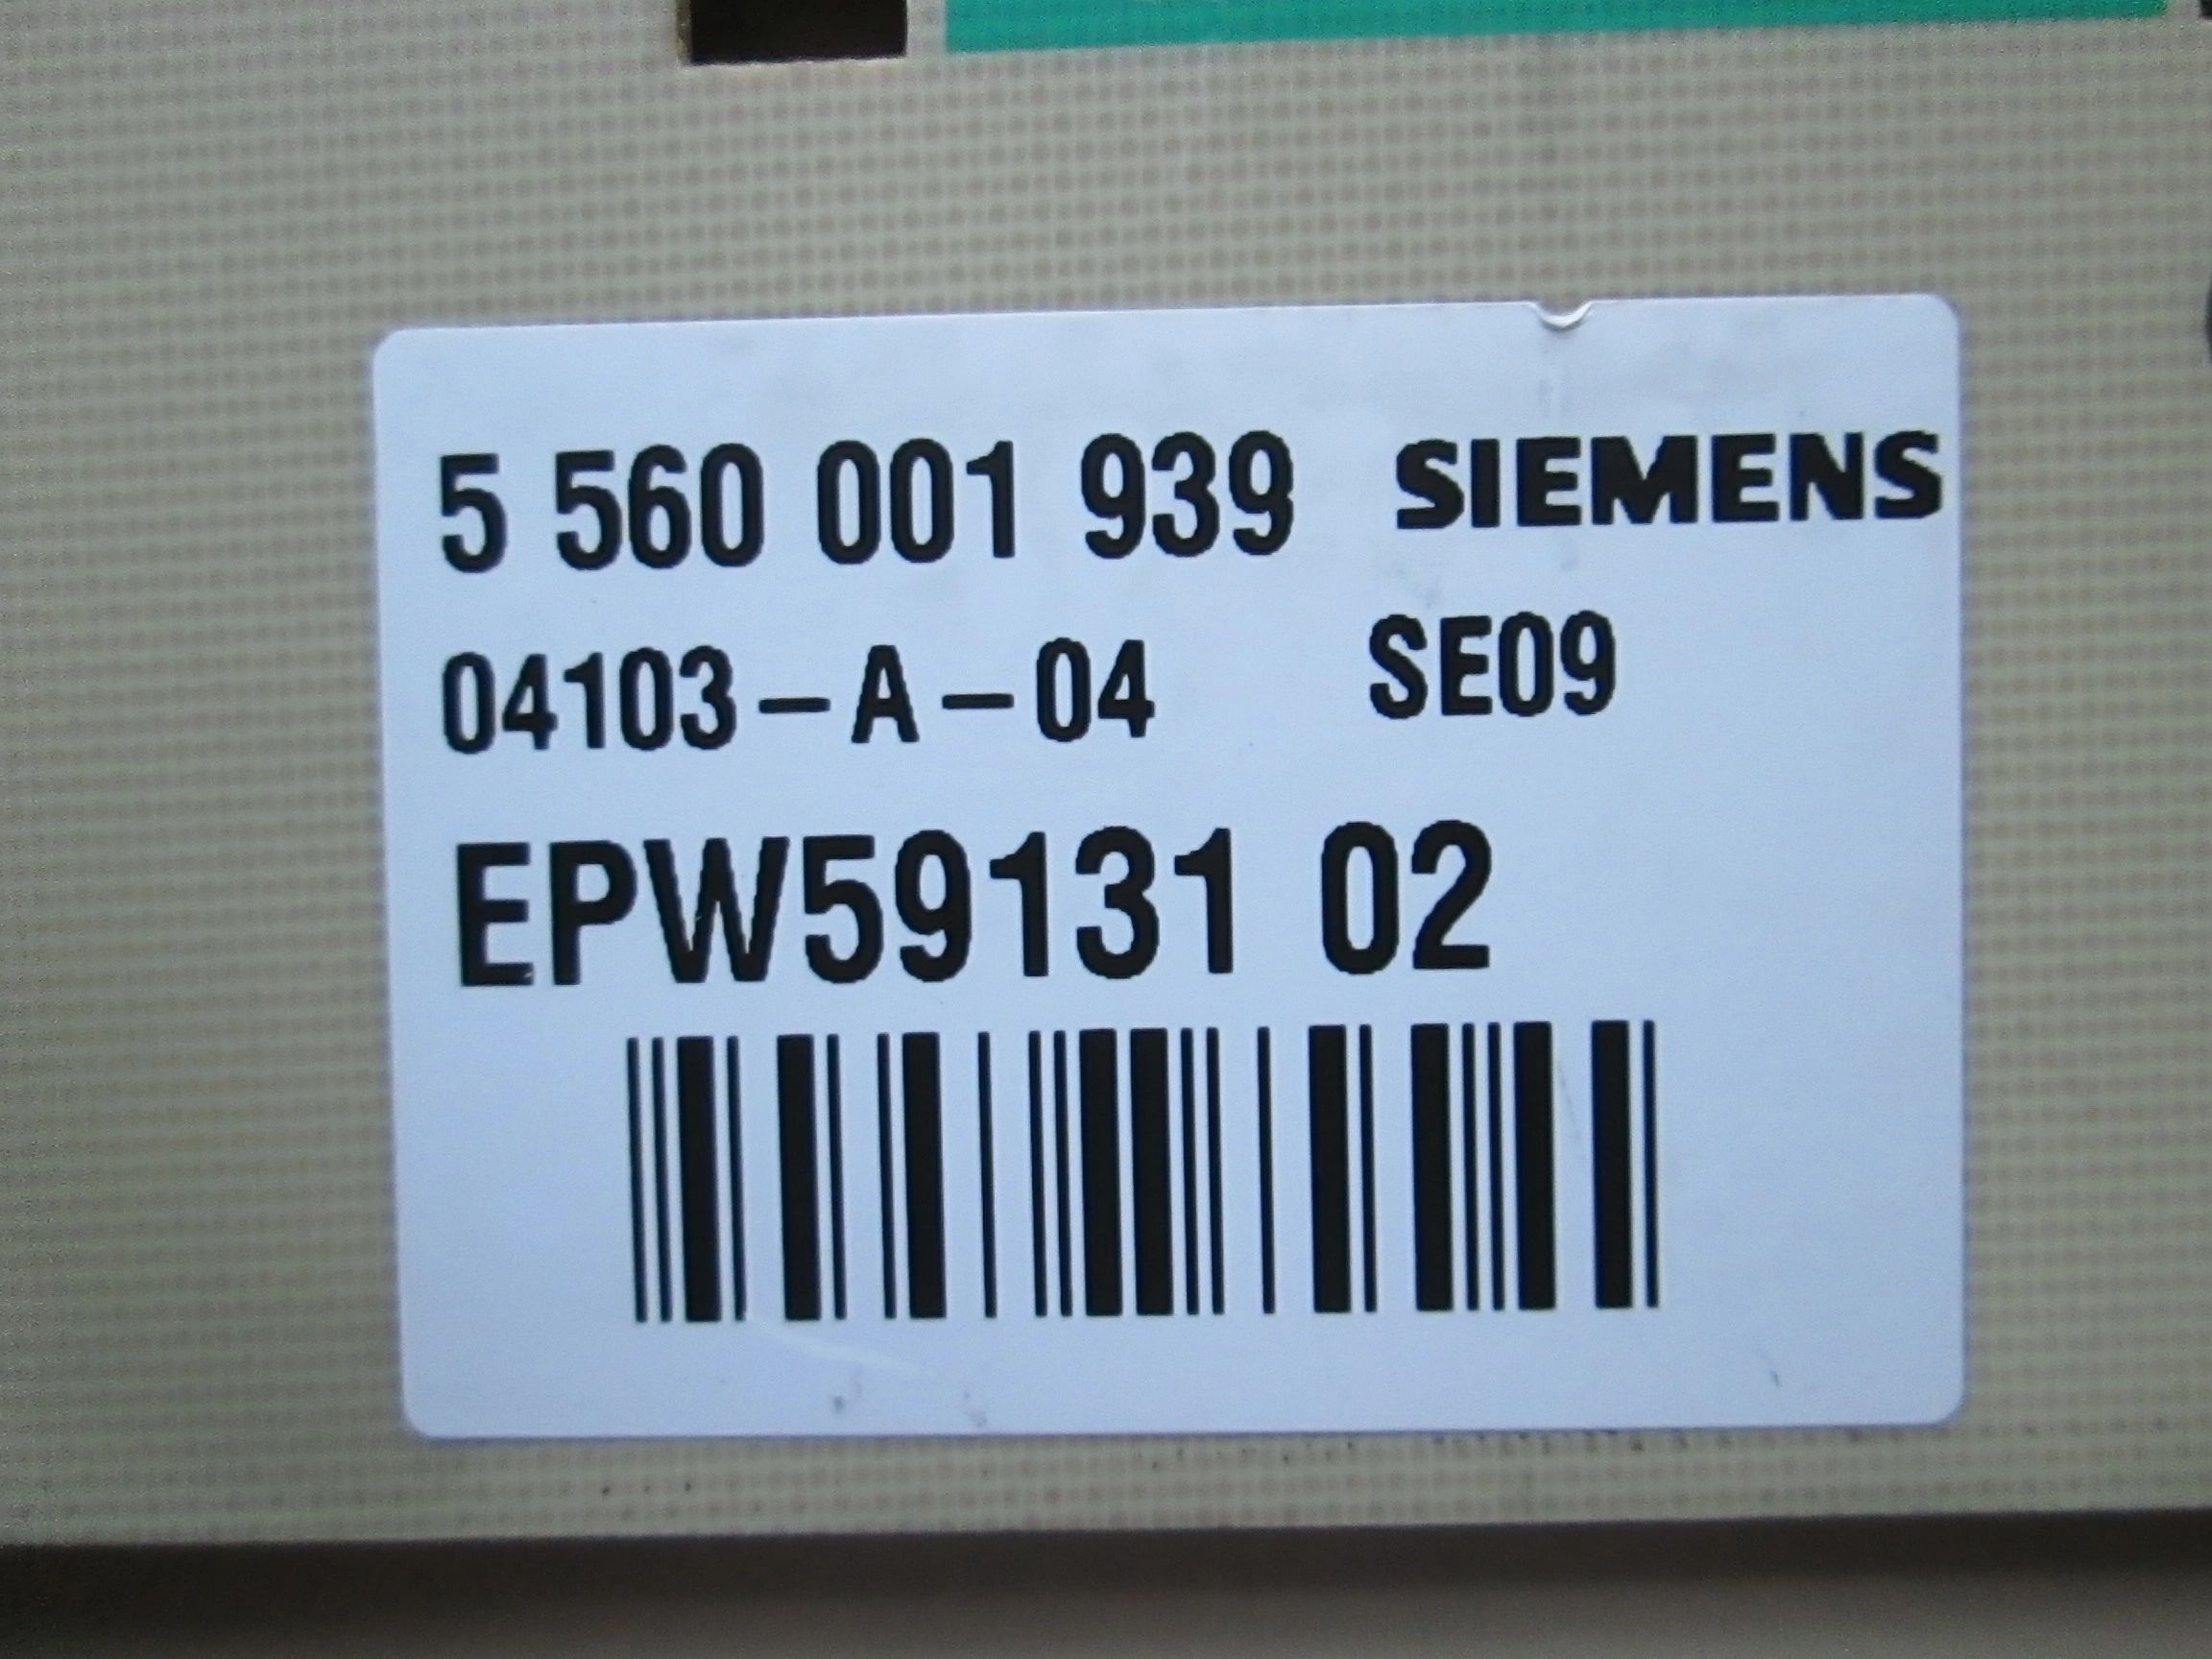 5 560 001 939 SIEMENS
04103-A-04 SE09
EPW59131 02